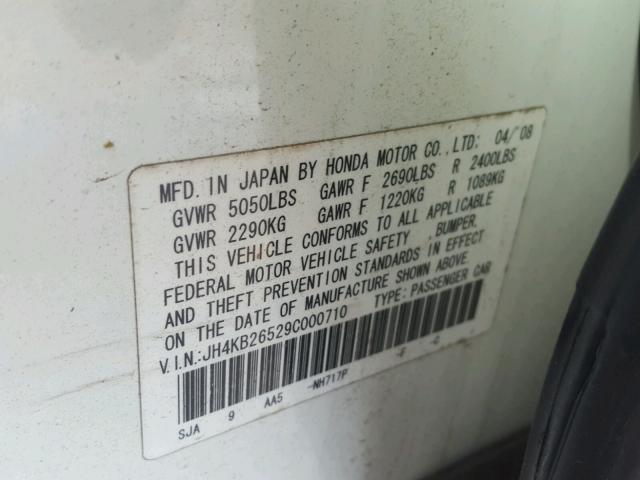 MFD. IN JAPAN BY HONDA MOTOR CO.,LTD: 04/'08
GVWR 5050LBS GAWR F 2690LBS R 2400LBS
GVWR 2290KG GAWR F 1220KG R 1089KG
THIS VEHICLE CONFORMS TO ALL APPLICABLE
FEDERAL MOTOR VEHICLE SAFETY ,BUMPER,
AND THEFT PREVENTION STANDARDS IN EFFECT
ON THE DATE OF MANUFACTURE SHOWN ABOVE.
V.I.N.:JH4KB26529C000710 TYPE: PASSENGER CAR
SJA 9 AA5 -NH717P -E -C -